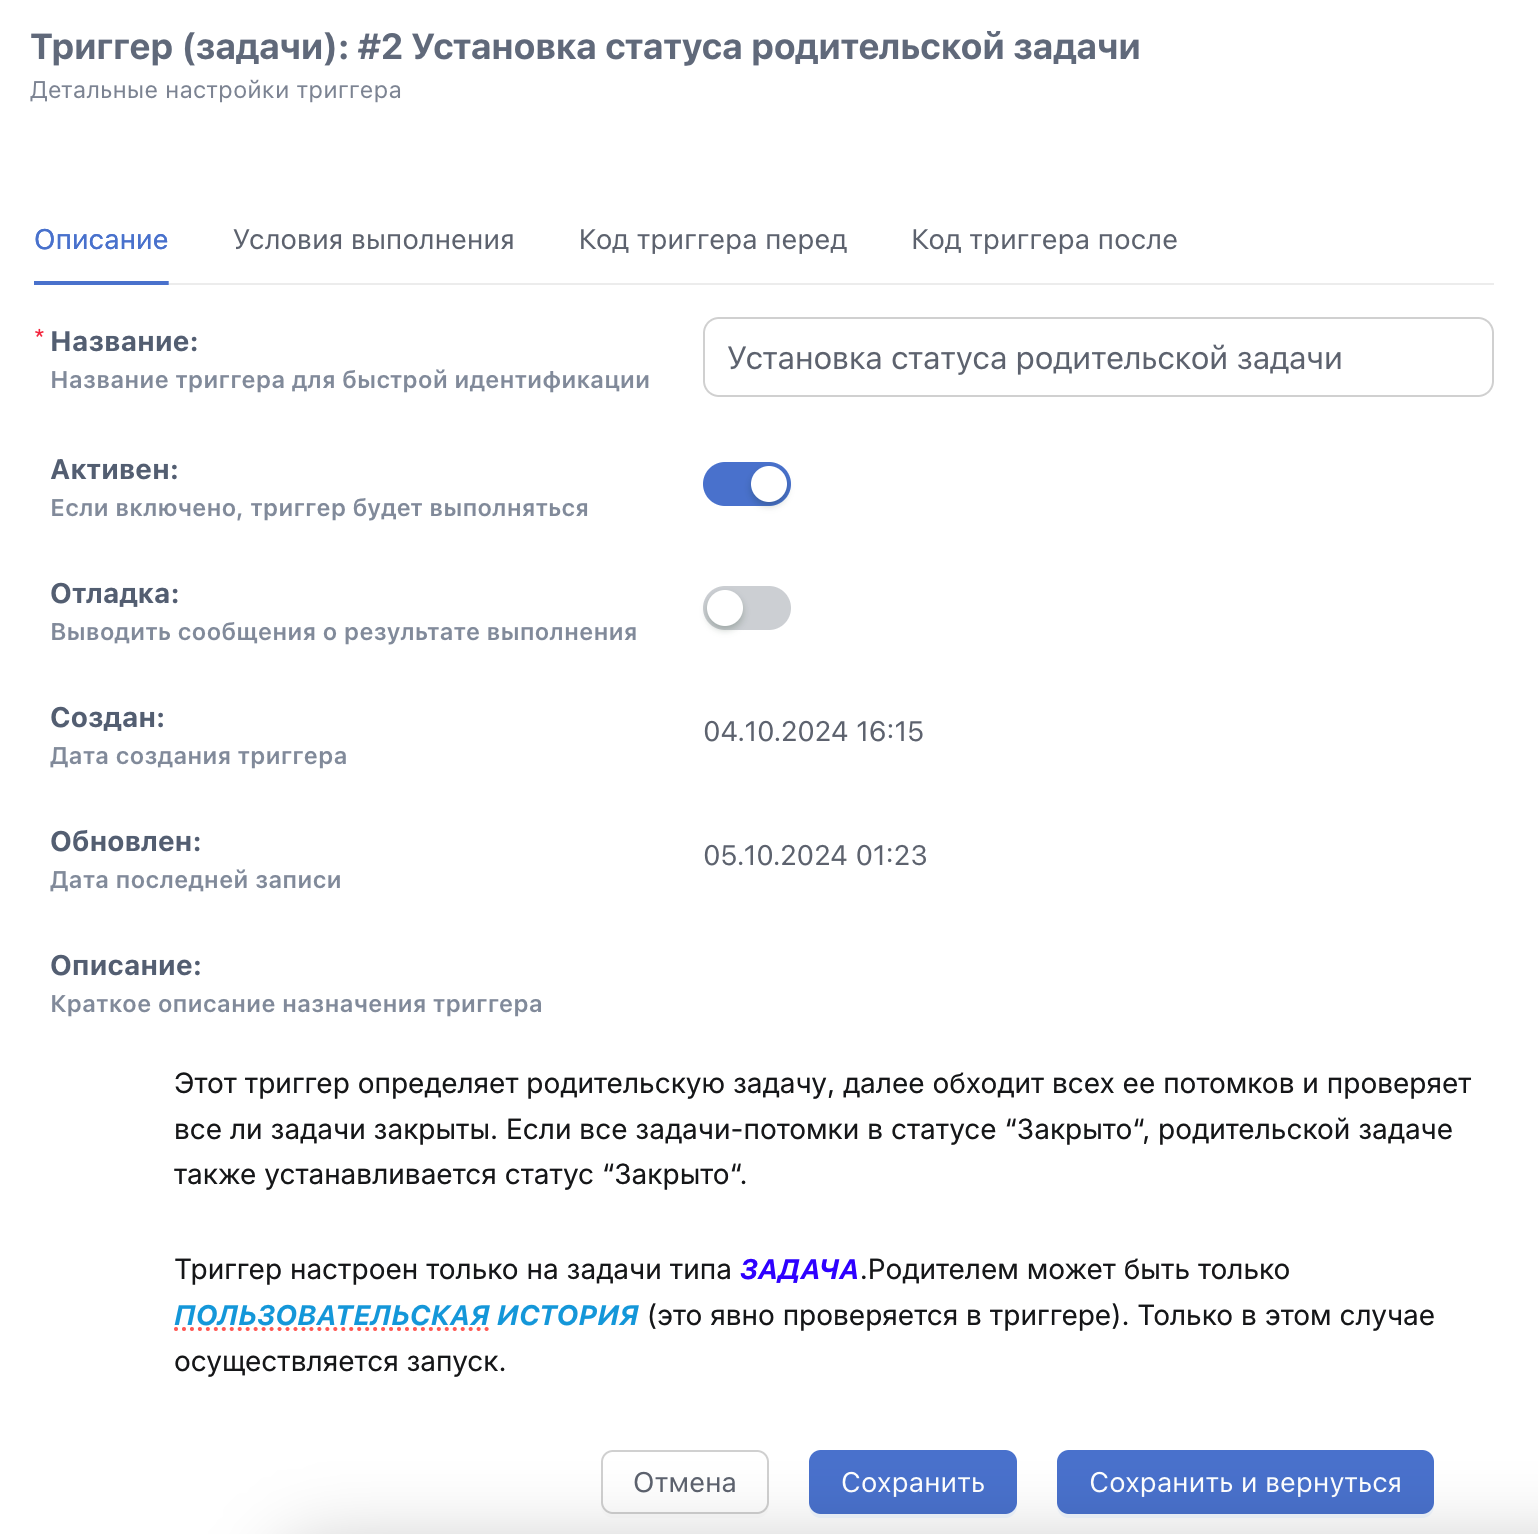 Триггер (задачи): #2 Установка статуса родительской задачи
Детальные настройки триггера
Описание Условия выполнения Код триггера перед Код триггера после
* Название:
Название триггера для быстрой идентификации
Установка статуса родительской задачи
Активен:
Если включено, триггер будет выполняться
Отладка:
Выводить сообщения о результате выполнения
Создан:
Дата создания триггера
04.10.2024 16:15
Обновлен:
Дата последней записи
05.10.2024 01:23
Описание:
Краткое описание назначения триггера
Этот триггер определяет родительскую задачу, далее обходит всех ее потомков и проверяет
все ли задачи закрыты. Если все задачи-потомки в статусе “Закрыто“, родительской задаче
также устанавливается статус “Закрыто“.
Триггер настроен только на задачи типа ЗАДАЧА.Родителем может быть только
ПОЛЬЗОВАТЕЛЬСКАЯ ИСТОРИЯ (это явно проверяется в триггере). Только в этом случае
осуществляется запуск.
Отмена Сохранить Сохранить и вернуться